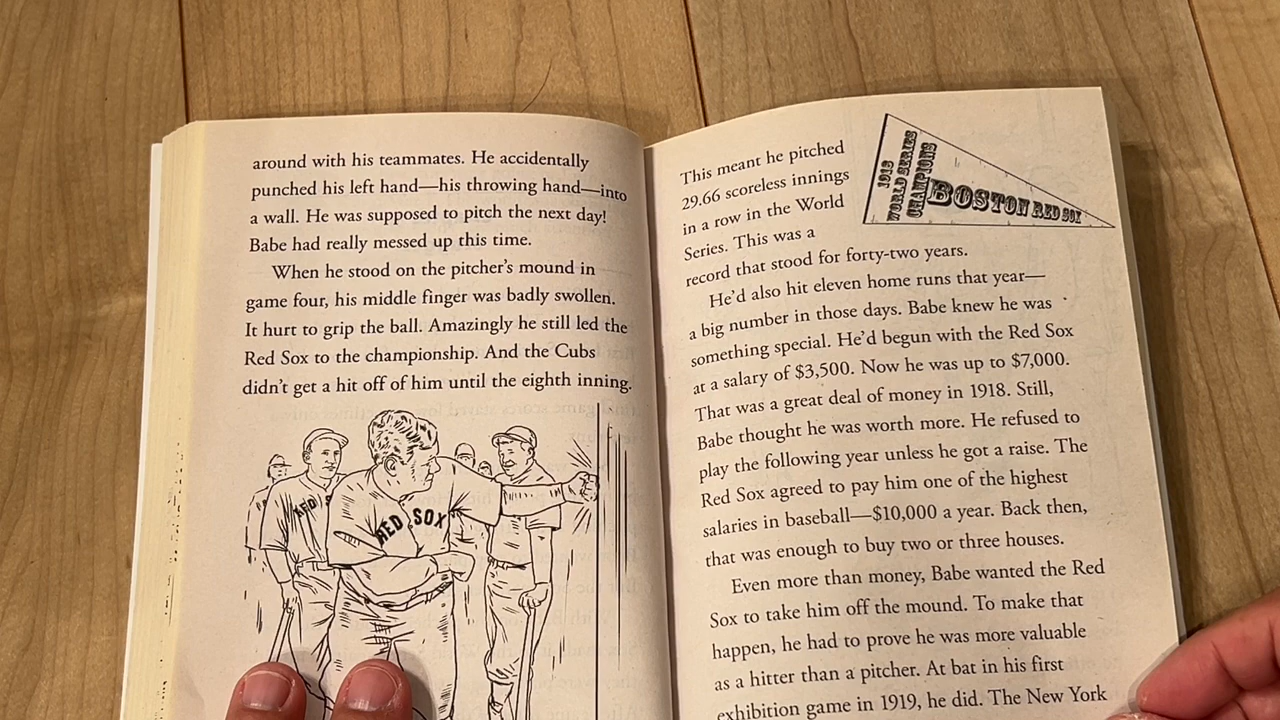 around with his teammates. He accidentally
punched his left hand—his throwing hand—into
a wall. He was supposed to pitch the next day!
Babe had really messed up this time.
When he stood on the pitcher's mound in
game four, his middle finger was badly swollen.
It hurt to grip the ball. Amazingly he still led the
Red Sox to the championship. And the Cubs
didn't get a hit off of him until the eighth inning.
RED S
RED SOX
This meant he pitched
29.66 scoreless innings
in a row in the World
Series. This was a
record that stood for forty-two years.
He'd also hit eleven home runs that year—
a big number in those days. Babe knew he was
something special. He'd begun with the Red Sox
at a salary of $3,500. Now he was up to $7,000.
That was a great deal of money in 1918. Still,
Babe thought he was worth more. He refused to
play the following year unless he got a raise. The
Red Sox agreed to pay him one of the highest
salaries in baseball—$10,000 a year. Back then,
that was enough to buy two or three houses.
Even more than money, Babe wanted the Red
Sox to take him off the mound. To make that
happen, he had to prove he was more valuable
as a hitter than a pitcher. At bat in his first
exhibition game in 1919, he did. The New York
WORLD SERIES
CHAMPIONS
BOSTON RED SOX